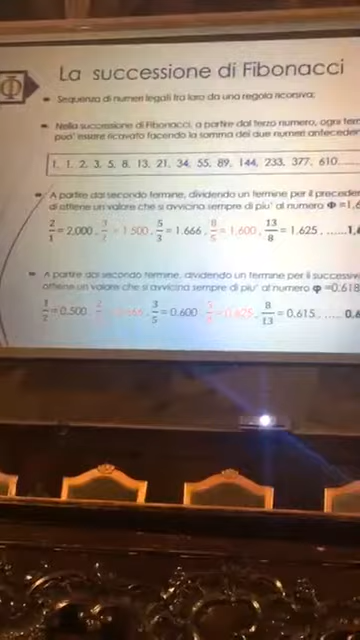 Φ
La successione di Fibonacci
Sequenza di numeri legati tra loro da una regola ricorsiva;
Nella successione di Fibonacci, a partire dal terzo numero, ogni
puo' essere ricavato facendo la somma dei due numeri
1, 1, 2, 3, 5, 8, 13, 21, 34, 55, 89, 144, 233, 377, 610,......
A partire dal secondo termine, dividendo un termine per il
di ottiene un valore che si avvicina sempre di piu' al numero Φ =1,6
2/1 = 2,000 , 3/2 = 1.500 , 5/3 = 1.666 , 8/5 = 1,600 , 13/8 = 1.625 , ......
A partire dal secondo termine, dividendo un termine per il
ottiene un valore che si avvicina sempre di piu' al numero φ =0.618
1/2 = 0.500 , 3/5 = 0.600 , 5/8 = 0.625 , 8/13 = 0.615 , ....